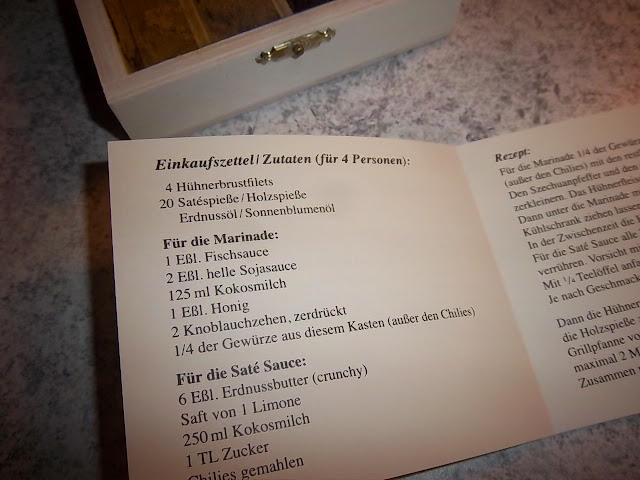 Einkaufszettel/Zutaten (für 4 Personen):
4 Hühnerbrustfilets
20 Satéspieße/Holzspieße
Erdnussöl/Sonnenblumenöl
Für die Marinade:
1 Eßl. Fischsauce
2 Eßl. helle Sojasauce
125 ml Kokosmilch
1 Eßl. Honig
2 Knoblauchzehen, zerdrückt
1/4 der Gewürze aus diesem Kasten (außer den Chilies)
Für die Saté Sauce:
6 Eßl. Erdnussbutter (crunchy)
Saft von 1 Limone
250 ml Kokosmilch
1 TL Zucker
Chilies gemahlen
Rezept:
Für die Marinade 1/4 der Gewürze
(außer den Chilies) mit den
Den Szechuanpfeffer und den
zerkleinern. Das Hühnerfleis
Dann unter die Marinade
Kühlschrank ziehen lassen
In der Zwischenzeit die
Für die Saté Sauce alle
verrühren. Vorsicht
Mit ¼ Teelöffel anfa
Je nach Geschmack
Dann die Hühner
die Holzspieße
Grillpfanne vo
maximal 2 M
Zusammen